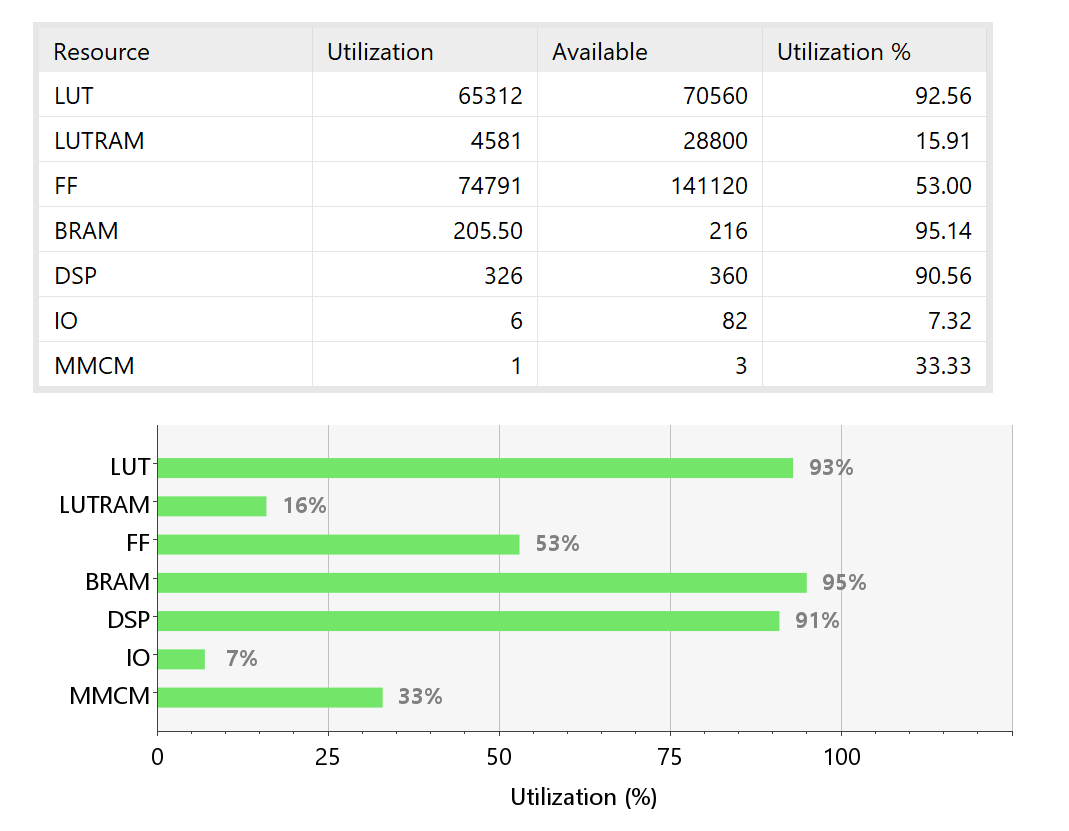 Resource Utilization Available Utilization %
LUT 65312 70560 92.56
LUTRAM 4581 28800 15.91
FF 74791 141120 53.00
BRAM 205.50 216 95.14
DSP 326 360 90.56
IO 6 82 7.32
MMCM 1 3 33.33
LUT 93%
LUTRAM 16%
FF 53%
BRAM 95%
DSP 91%
IO 7%
MMCM 33%
0 25 50 75 100
Utilization (%)